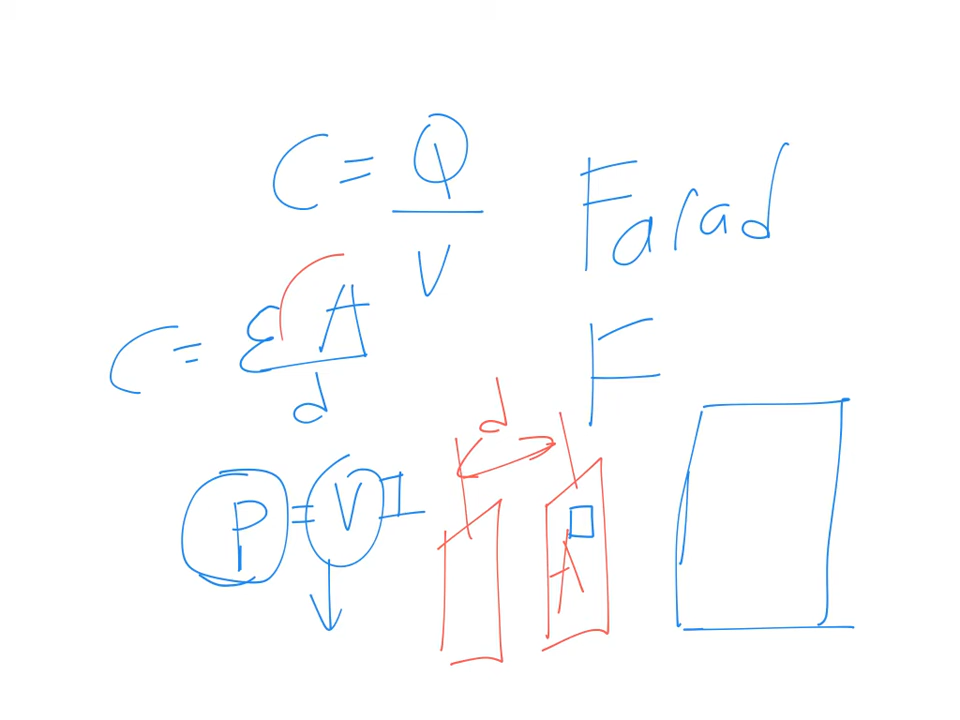 C = Q / V
Farad
C = εA / d
F
d
P = VI
A